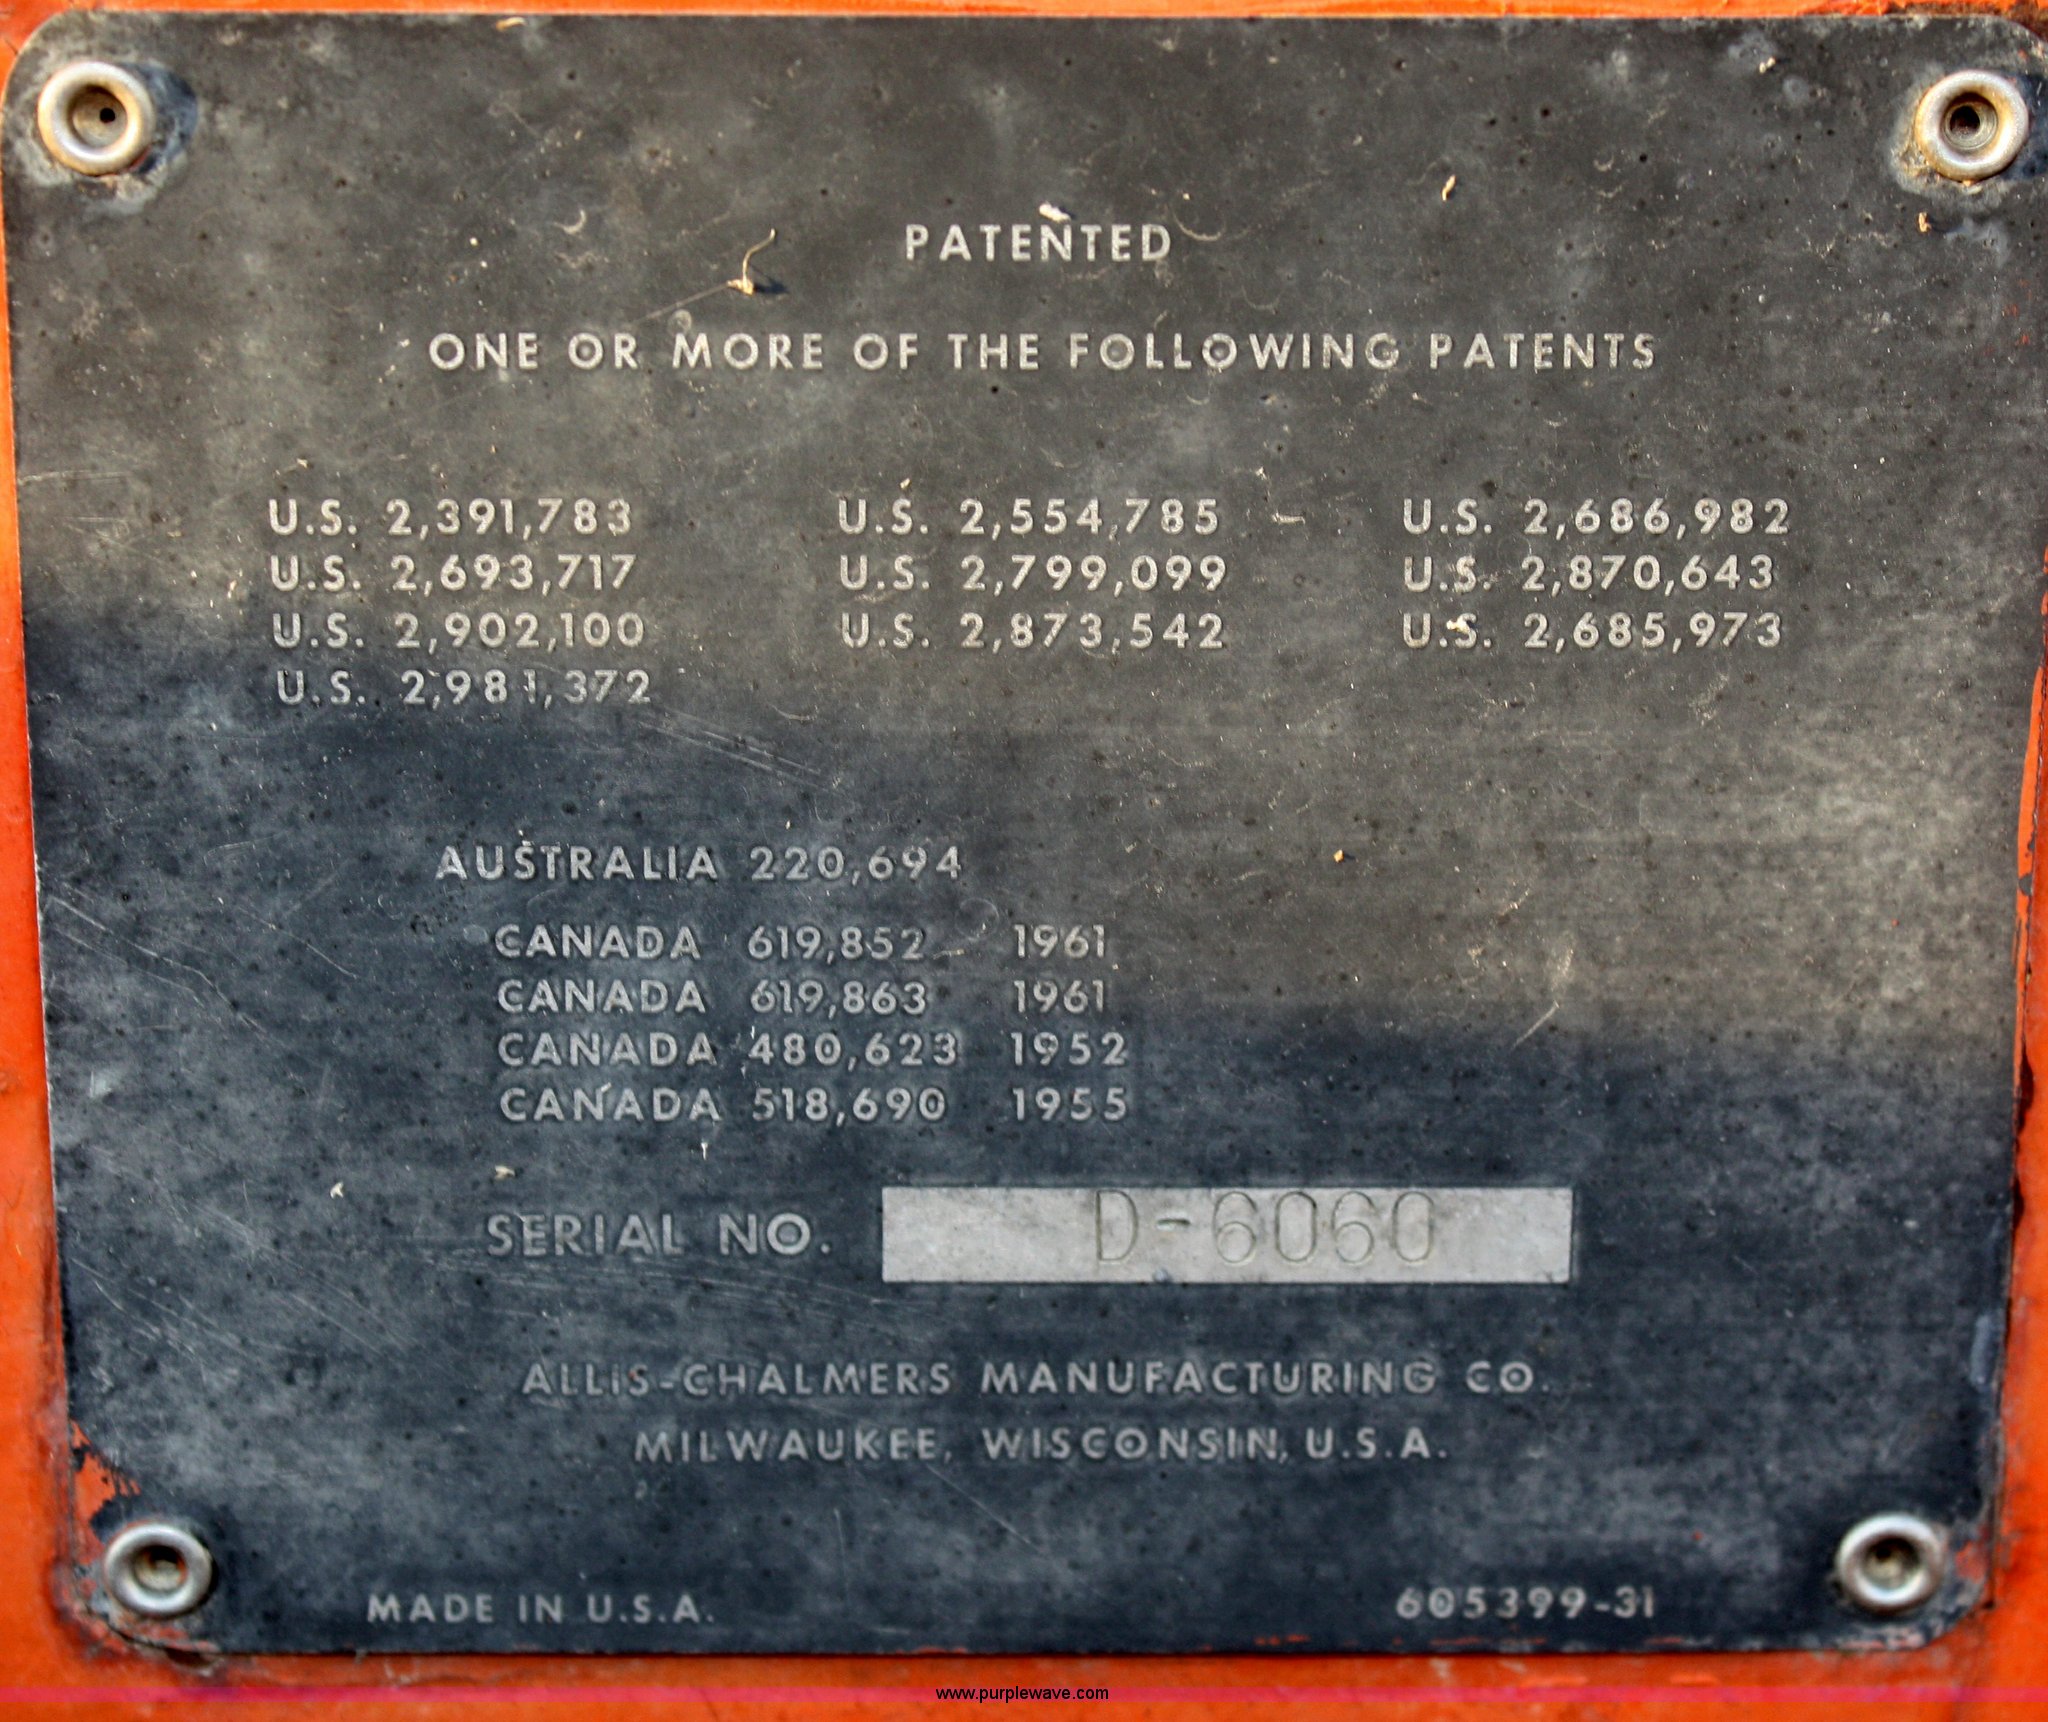 PATENTED
ONE OR MORE OF THE FOLLOWING PATENTS
U.S. 2,391,783 U.S. 2,554,785 U.S. 2,686,982
U.S. 2,693,717 U.S. 2,799,099 U.S. 2,870,643
U.S. 2,902,100 U.S. 2,873,542 U.S. 2,685,973
U.S. 2,981,372
AUSTRALIA 220,694
CANADA 619,852 1961
CANADA 619,863 1961
CANADA 480,623 1952
CANADA 518,690 1955
SERIAL NO. D-6060
ALLIS-CHALMERS MANUFACTURING CO.
MILWAUKEE, WISCONSIN, U.S.A.
MADE IN U.S.A. 605399-31
www.purplewave.com